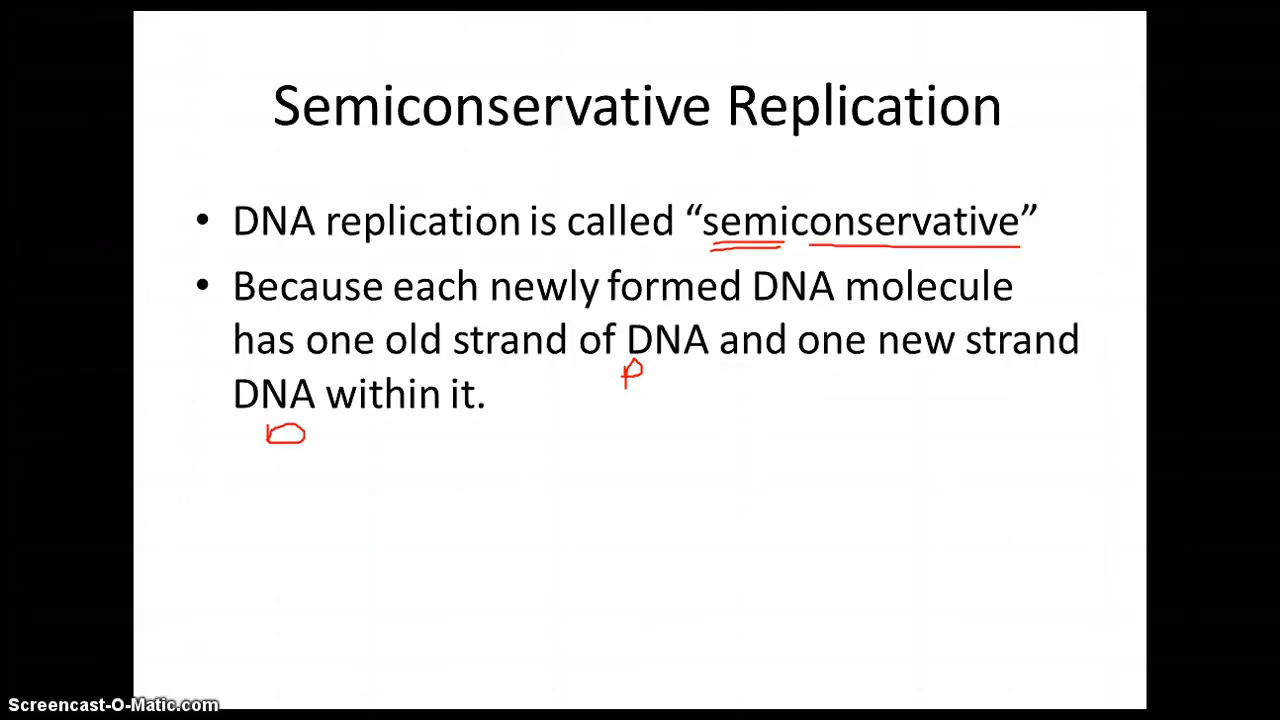 Semiconservative Replication
• DNA replication is called “semiconservative”
• Because each newly formed DNA molecule
has one old strand of DNA and one new strand
P
DNA within it.
D
Screencast-O-Matic.com